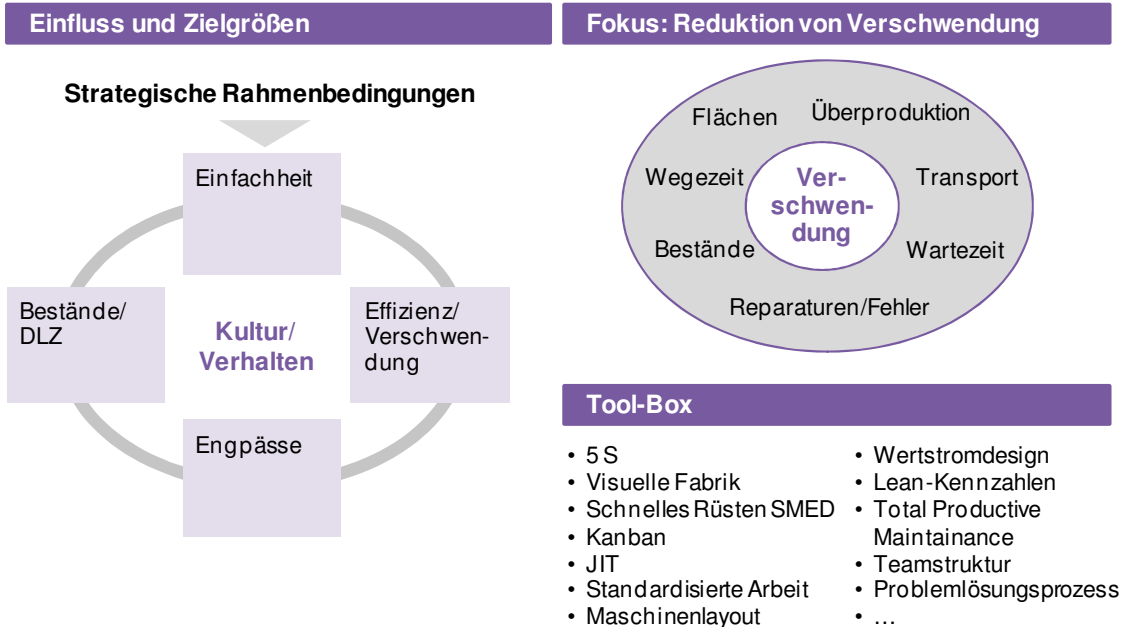 Einfluss und Zielgrößen
Strategische Rahmenbedingungen
Einfachheit
Bestände/
DLZ
Kultur/
Verhalten
Effizienz/
Verschwen-
dung
Engpässe
Fokus: Reduktion von Verschwendung
Flächen
Überproduktion
Wegezeit
Ver-
schwen-
dung
Transport
Bestände
Wartezeit
Reparaturen/Fehler
Tool-Box
• 5 S
• Visuelle Fabrik
• Schnelles Rüsten SMED
• Kanban
• JIT
• Standardisierte Arbeit
• Maschinenlayout
• Wertstromdesign
• Lean-Kennzahlen
• Total Productive
Maintainance
• Teamstruktur
• Problemlösungsprozess
• …